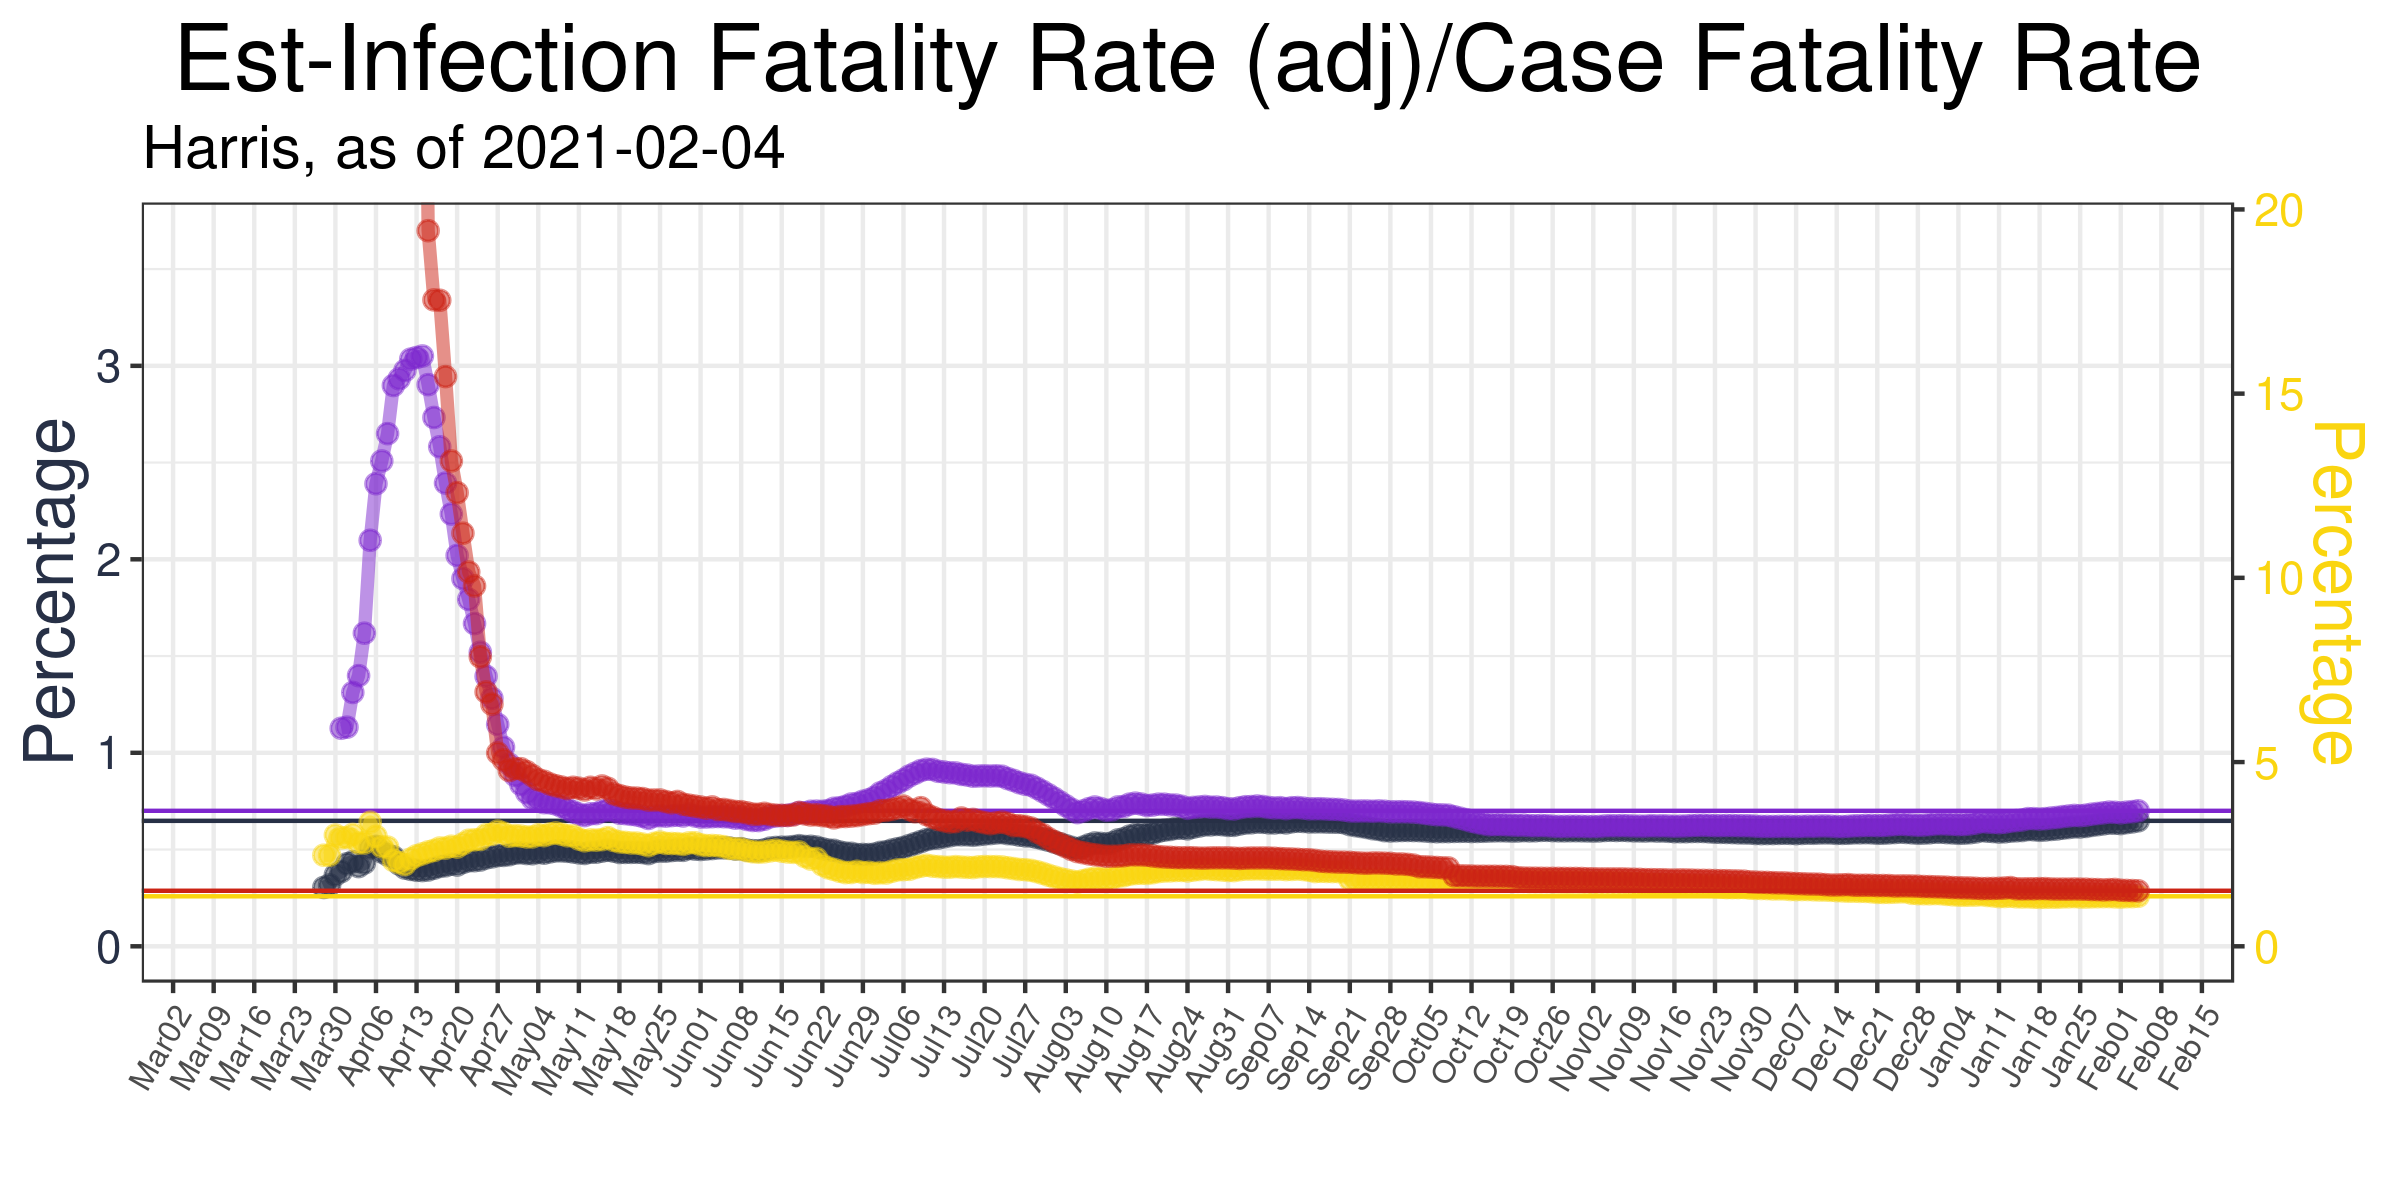 Est-Infection Fatality Rate (adj)/Case Fatality Rate
Harris, as of 2021-02-04
Percentage
3
2
1
0
20
15
10
5
0
Percentage
Mar02
Mar09
Mar16
Mar23
Mar30
Apr06
Apr13
Apr20
Apr27
May04
May11
May18
May25
Jun01
Jun08
Jun15
Jun22
Jun29
Jul06
Jul13
Jul20
Jul27
Aug03
Aug10
Aug17
Aug24
Aug31
Sep07
Sep14
Sep21
Sep28
Oct05
Oct12
Oct19
Oct26
Nov02
Nov09
Nov16
Nov23
Nov30
Dec07
Dec14
Dec21
Dec28
Jan04
Jan11
Jan18
Jan25
Feb01
Feb08
Feb15